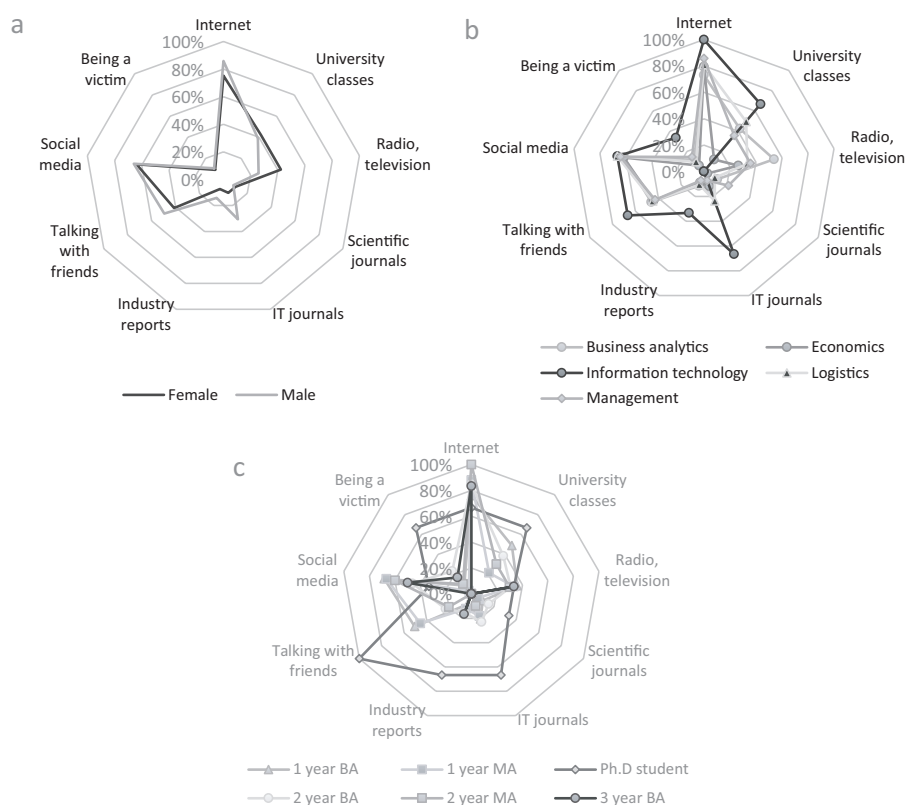 a
Internet
100%
80%
60%
40%
20%
0%
University
classes
Radio,
television
Scientific
journals
IT journals
Industry
reports
Talking
with
friends
Social
media
Being a
victim
Female
Male
b
Internet
100%
80%
60%
40%
20%
0%
University
classes
Radio,
television
Scientific
journals
IT journals
Industry
reports
Talking with
friends
Social media
Being a victim
Business analytics
Economics
Information technology
Logistics
Management
c
Internet
100%
80%
60%
40%
20%
0%
University
classes
Radio,
television
Scientific
journals
IT journals
Industry
reports
Talking with
friends
Social
media
Being a
victim
1 year BA
1 year MA
Ph.D student
2 year BA
2 year MA
3 year BA